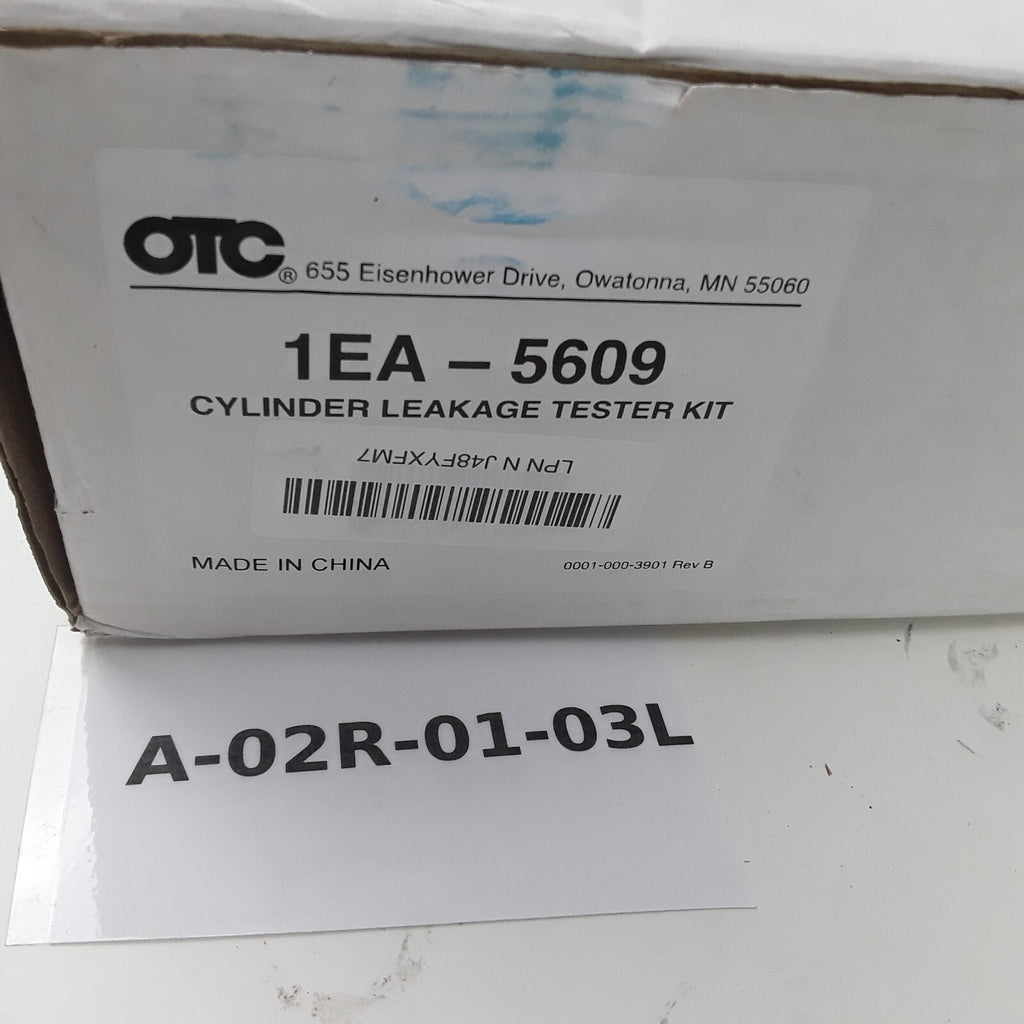 OTC® 655 Eisenhower Drive, Owatonna, MN 55060
1EA – 5609
CYLINDER LEAKAGE TESTER KIT
LPN N J48FYXFM7
MADE IN CHINA 0001-000-3901 Rev B
A-02R-01-03L